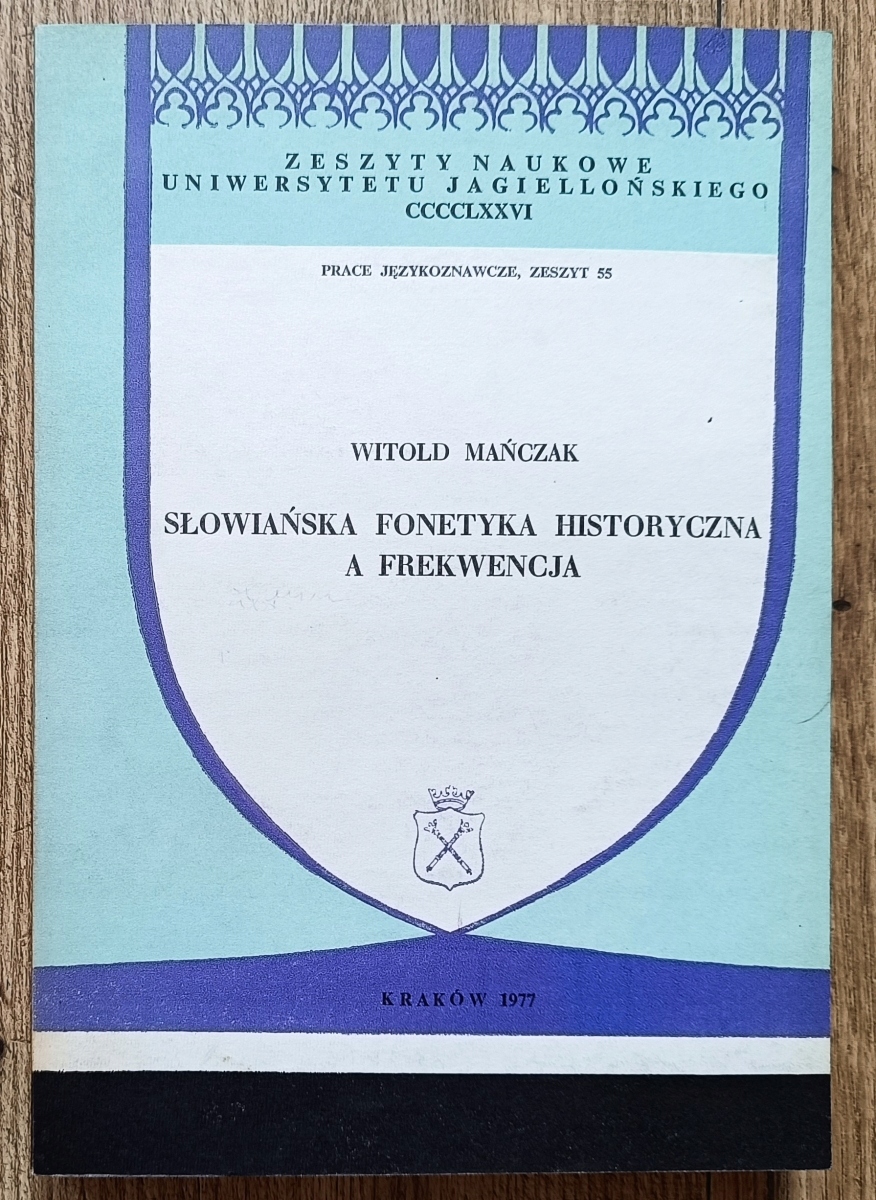 ZESZYTY NAUKOWE
UNIWERSYTETU JAGIELLOŃSKIEGO
CCCCLXXVI
PRACE JĘZYKOZNAWCZE, ZESZYT 55
WITOLD MAŃCZAK
SŁOWIAŃSKA FONETYKA HISTORYCZNA
A FREKWENCJA
KRAKÓW 1977